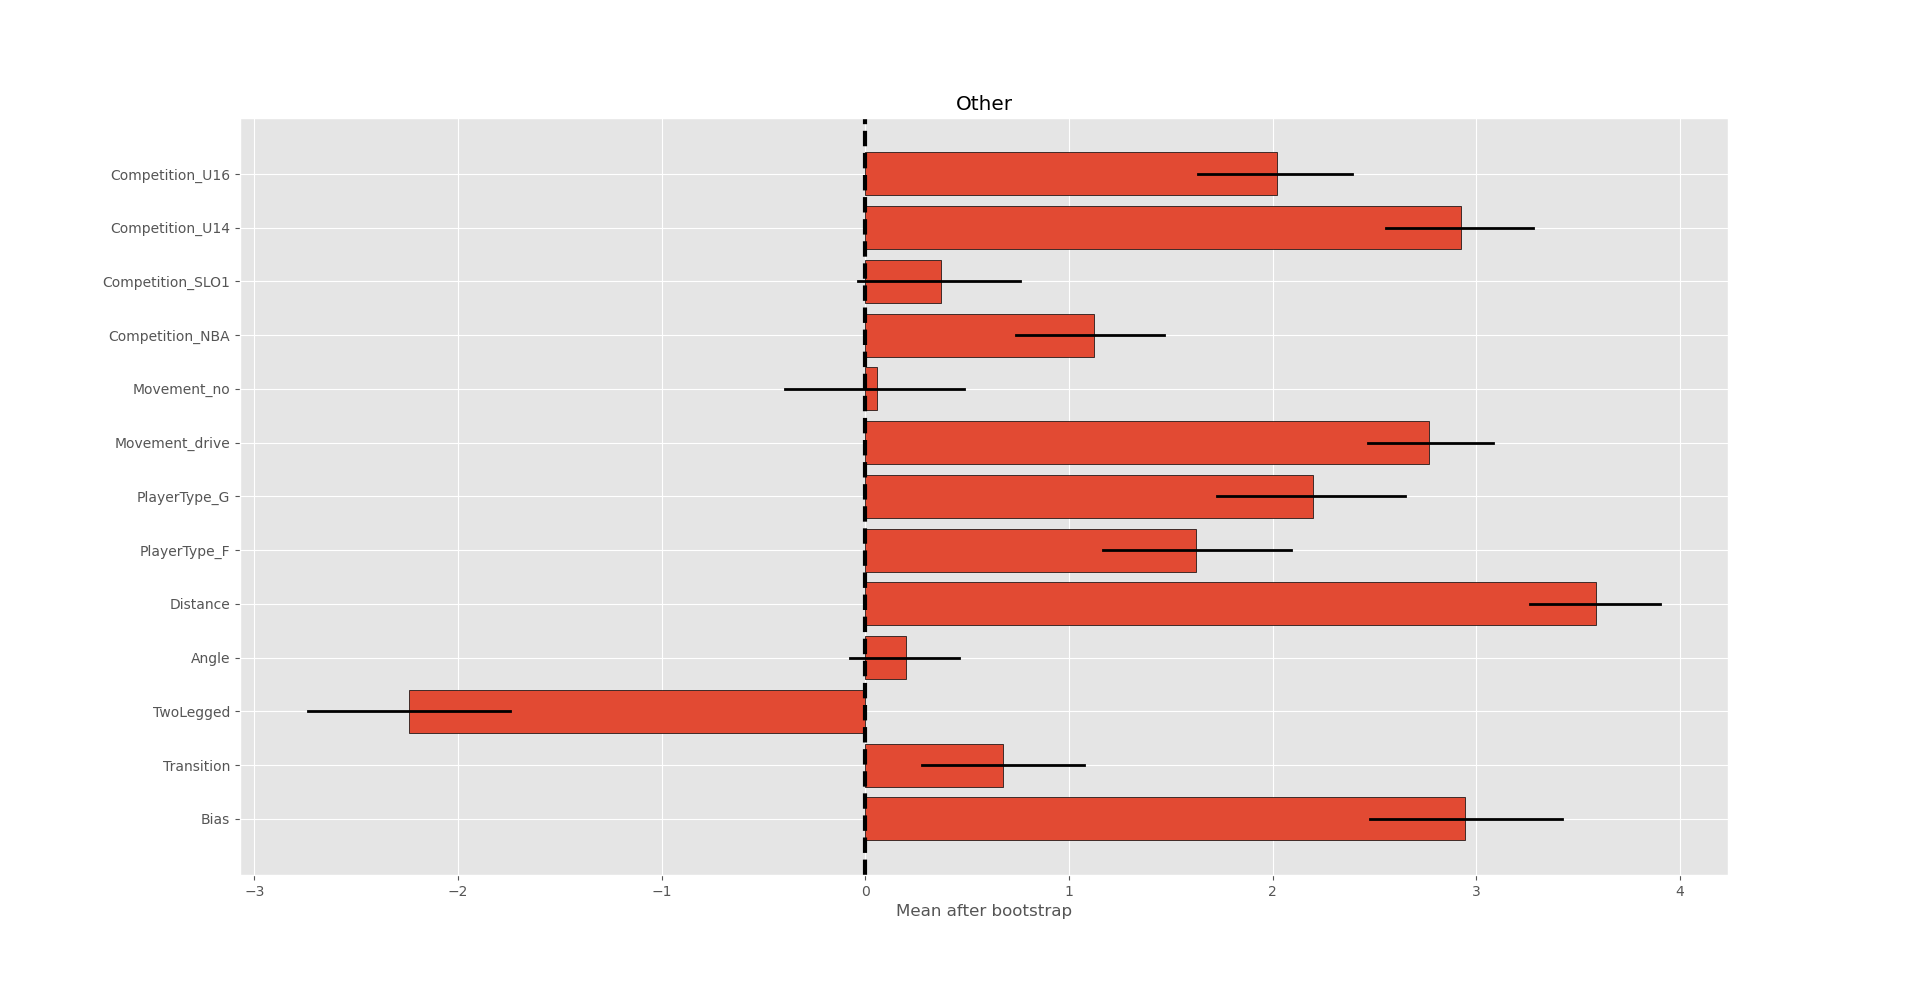 Other
Competition_U16
Competition_U14
Competition_SLO1
Competition_NBA
Movement_no
Movement_drive
PlayerType_G
PlayerType_F
Distance
Angle
TwoLegged
Transition
Bias
−3 −2 −1 0 1 2 3 4
Mean after bootstrap